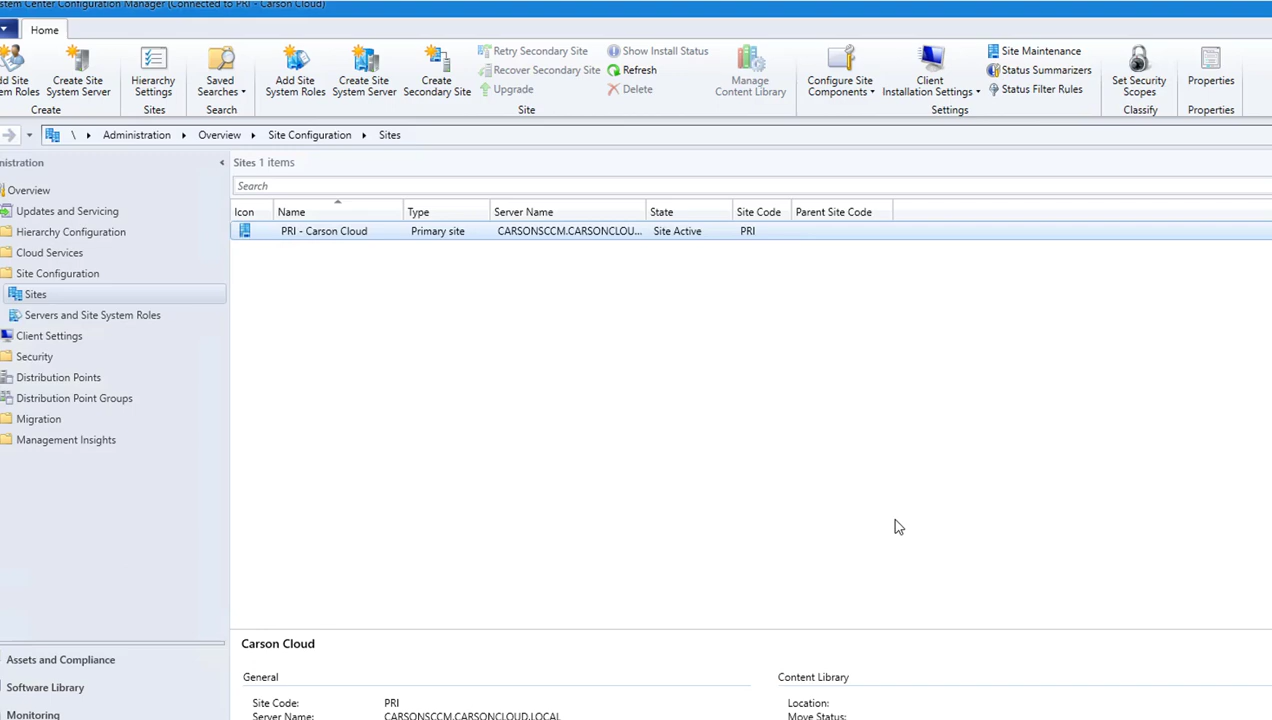 stem Center Configuration Manager (Connected to PRI - Carson Cloud)
Home
dd Site
em Roles
Create Site
System Server
Create
Hierarchy
Settings
Sites
Saved
Searches
Search
Add Site
System Roles
Create Site
System Server
Create
Secondary Site
Retry Secondary Site
Recover Secondary Site
Upgrade
Show Install Status
Refresh
Delete
Site
Manage
Content Library
Configure Site
Components
Client
Installation Settings
Site Maintenance
Status Summarizers
Status Filter Rules
Settings
Set Security
Scopes
Classify
Properties
Properties
\ Administration Overview Site Configuration Sites
nistration
Overview
Updates and Servicing
Hierarchy Configuration
Cloud Services
Site Configuration
Sites
Servers and Site System Roles
Client Settings
Security
Distribution Points
Distribution Point Groups
Migration
Management Insights
Assets and Compliance
Software Library
Monitoring
Sites 1 items
Search
Icon Name Type Server Name State Site Code Parent Site Code
PRI - Carson Cloud Primary site CARSONSCCM.CARSONCLOU... Site Active PRI
Carson Cloud
General
Site Code: PRI
Server Name: CARSONSCCM.CARSONCLOUD.LOCAL
Content Library
Location:
Move Status: